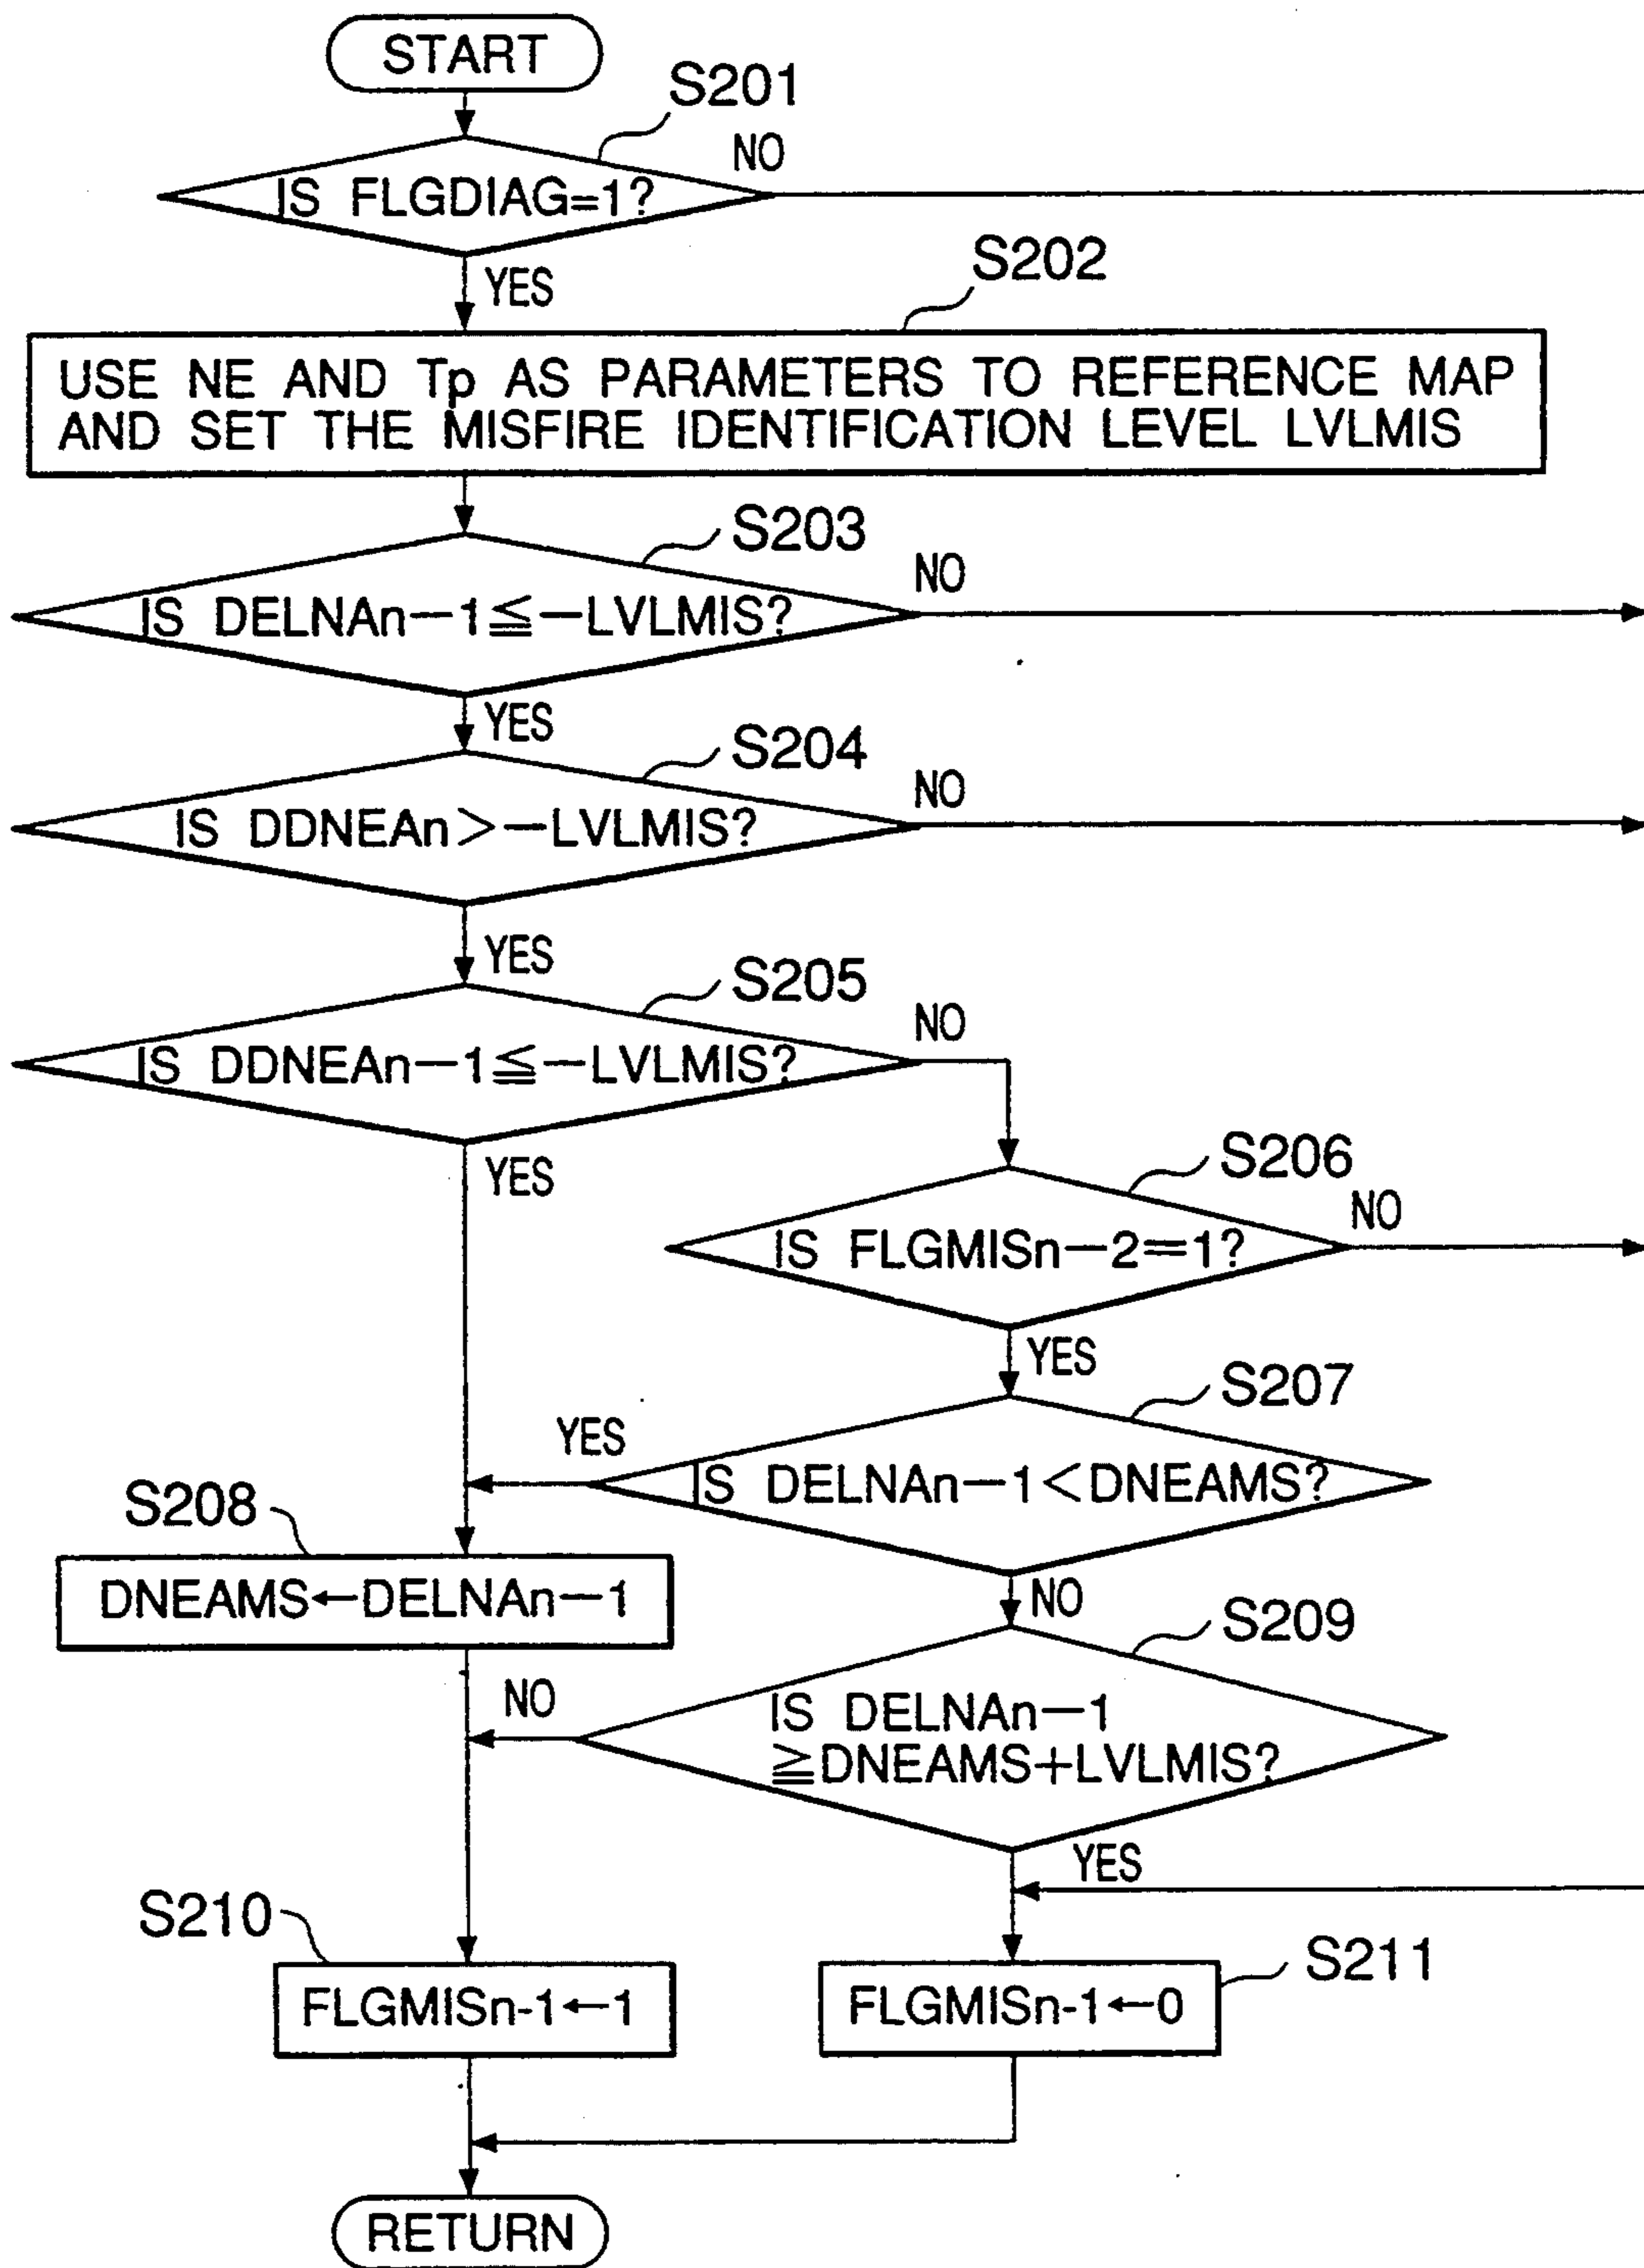 START
S201
NO
IS FLGDIAG=1?
YES
S202
USE NE AND Tp AS PARAMETERS TO REFERENCE MAP
AND SET THE MISFIRE IDENTIFICATION LEVEL LVLMIS
S203
NO
IS DELNAn−1≦−LVLMIS?
YES
S204
NO
IS DDNEAn>−LVLMIS?
YES
S205
NO
IS DDNEAn−1≦−LVLMIS?
YES
S206
NO
IS FLGMISn−2=1?
YES
S207
YES
IS DELNAn−1<DNEAMS?
S208
NO
DNEAMS←DELNAn−1
S209
NO
IS DELNAn−1
≧DNEAMS+LVLMIS?
YES
S210
S211
FLGMISn-1←1
FLGMISn-1←0
RETURN